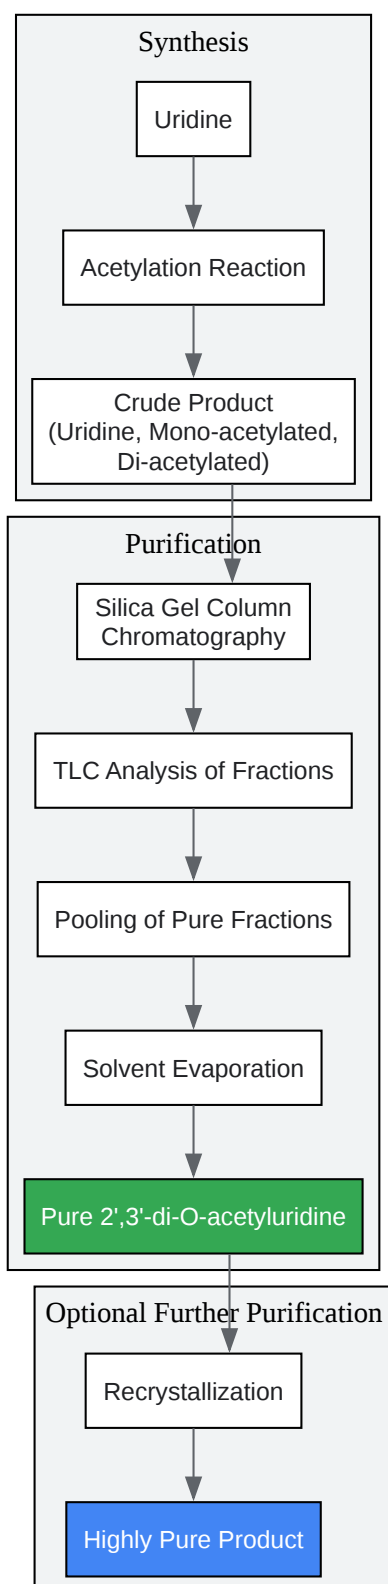 Synthesis
Uridine
Acetylation Reaction
Crude Product
(Uridine, Mono-acetylated,
Di-acetylated)
Purification
Silica Gel Column
Chromatography
TLC Analysis of Fractions
Pooling of Pure Fractions
Solvent Evaporation
Pure 2',3'-di-O-acetyluridine
Optional Further Purification
Recrystallization
Highly Pure Product